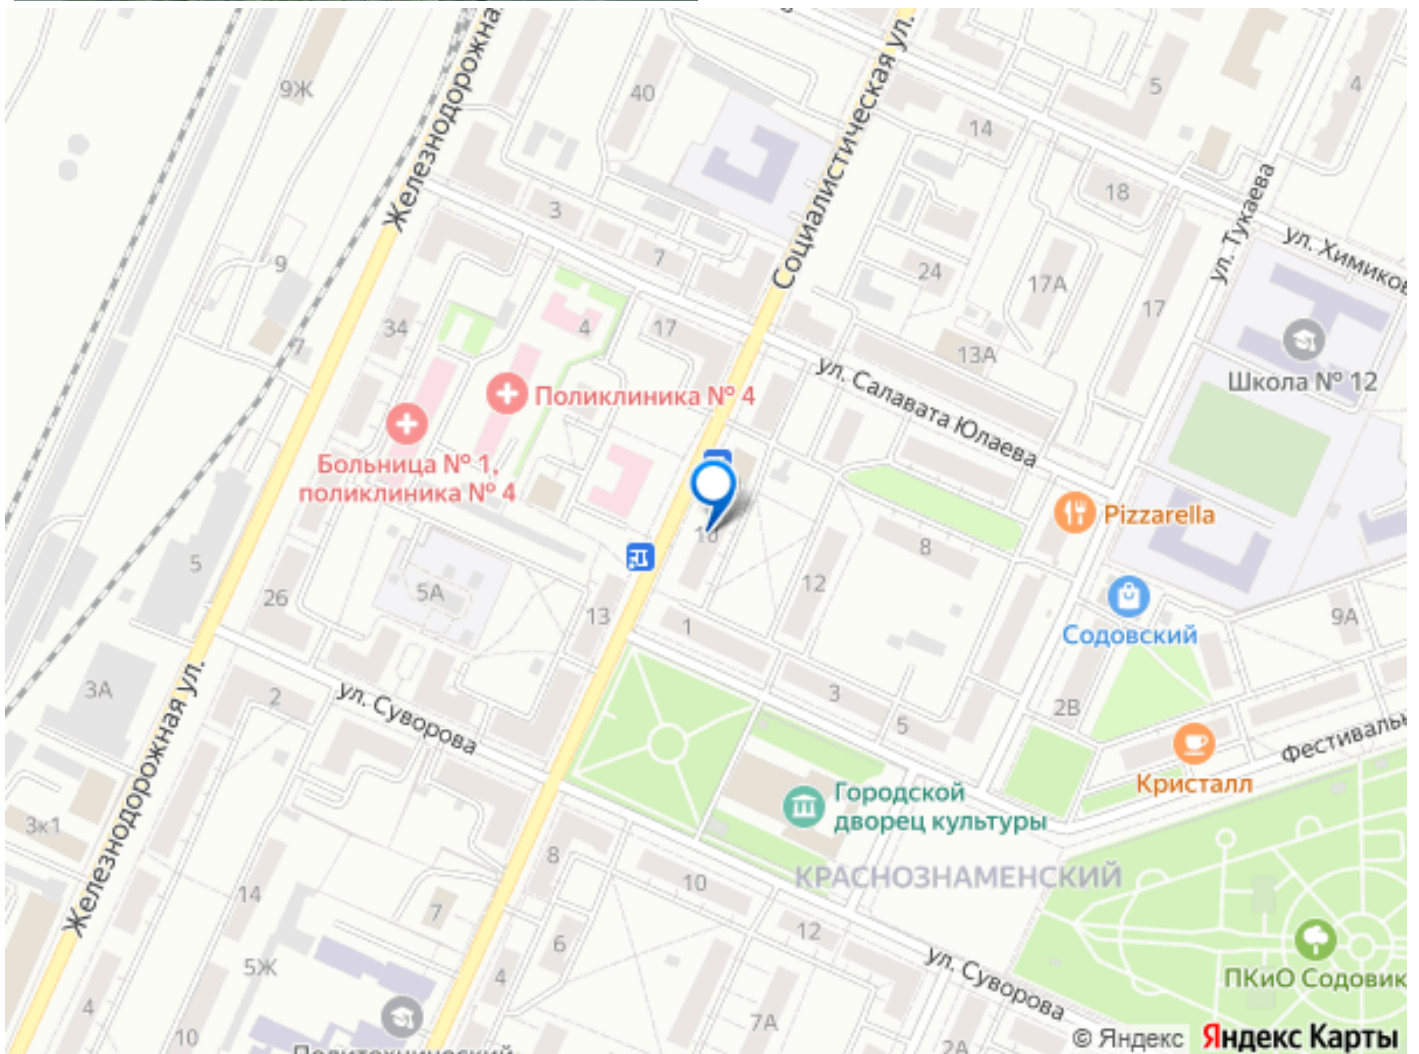 Железнодорожна
Социалистическая ул.
9Ж
40
5
4
14
18
ул. Тукаева
ул. Химиков
3
7
24
17А
17
9
34
4
17
13А
Школа № 12
ул. Салавата Юлаева
Поликлиника № 4
Больница № 1,
поликлиника № 4
Pizzarella
10
8
5
5А
12
26
13
1
Содовский
9А
3А
2
ул. Суворова
3
5
2В
Кристалл
Фестиваль
Железнодорожная ул.
Городской
дворец культуры
3к1
8
10
КРАСНОЗНАМЕНСКИЙ
14
7
12
6
5Ж
4
ул. Суворова
ПКиО Содовик
4
10
7А
2А
Политехнический
© Яндекс Яндекс Карты